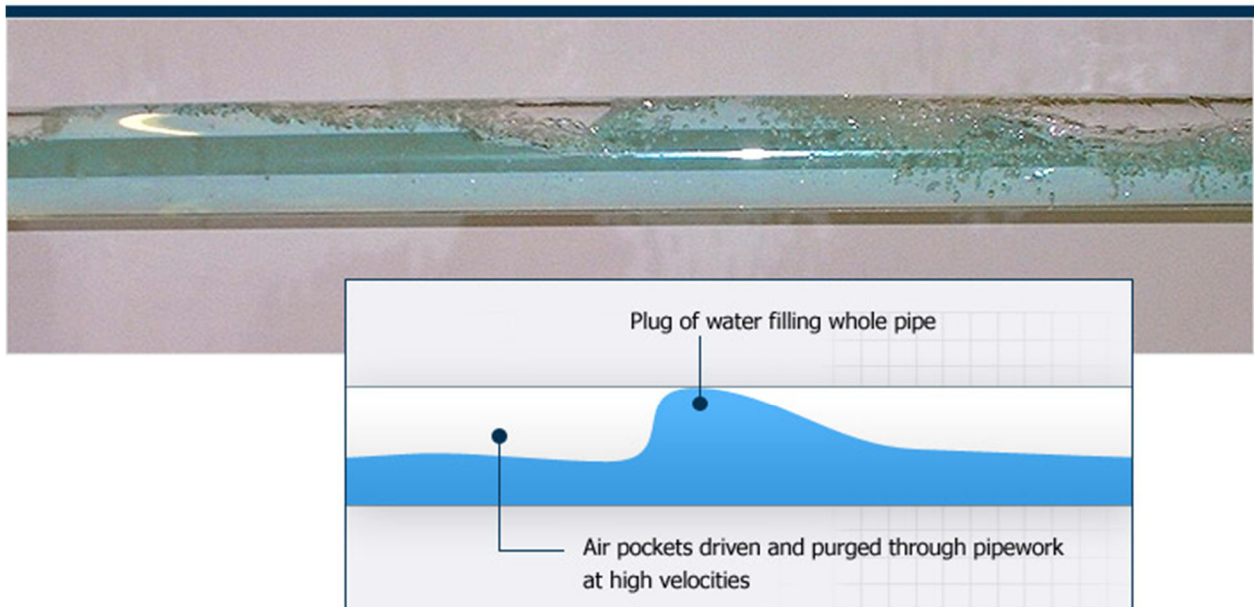 Plug of water filling whole pipe
Air pockets driven and purged through pipework
at high velocities